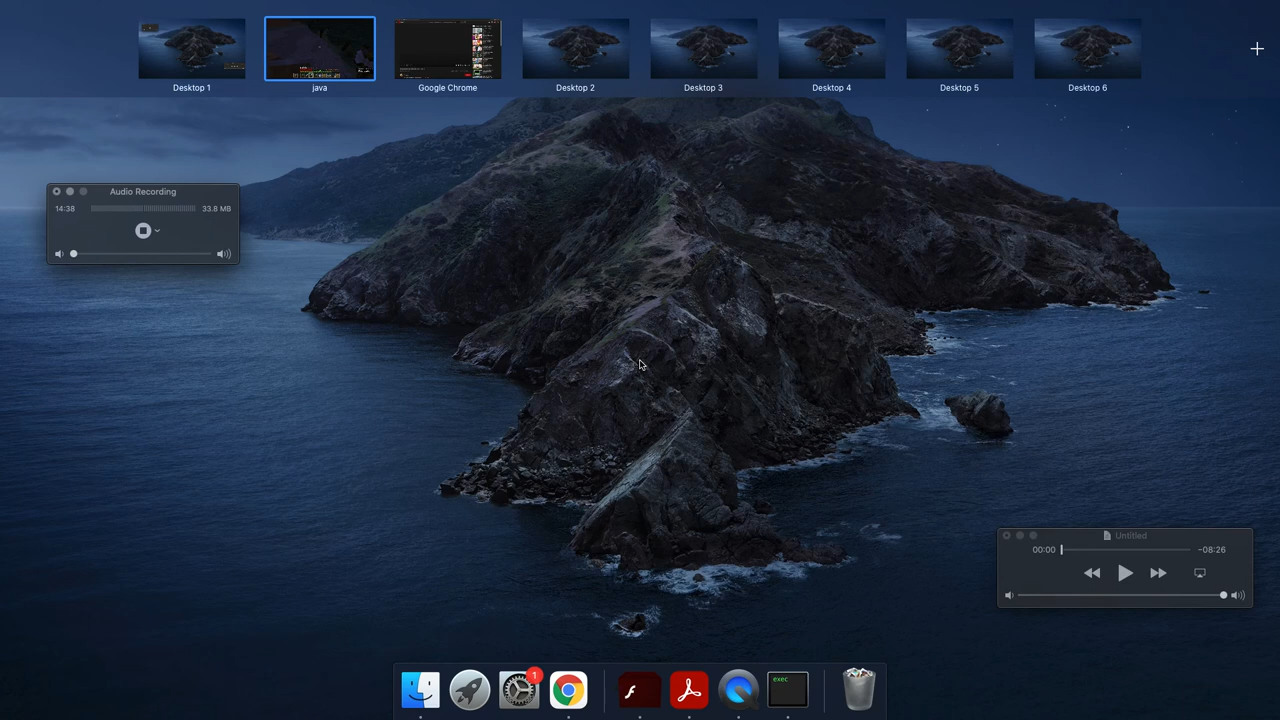 Desktop 1
java
Google Chrome
Desktop 2
Desktop 3
Desktop 4
Desktop 5
Desktop 6
Audio Recording
14:38
33.8 MB
Untitled
00:00
-08:26
1
exec